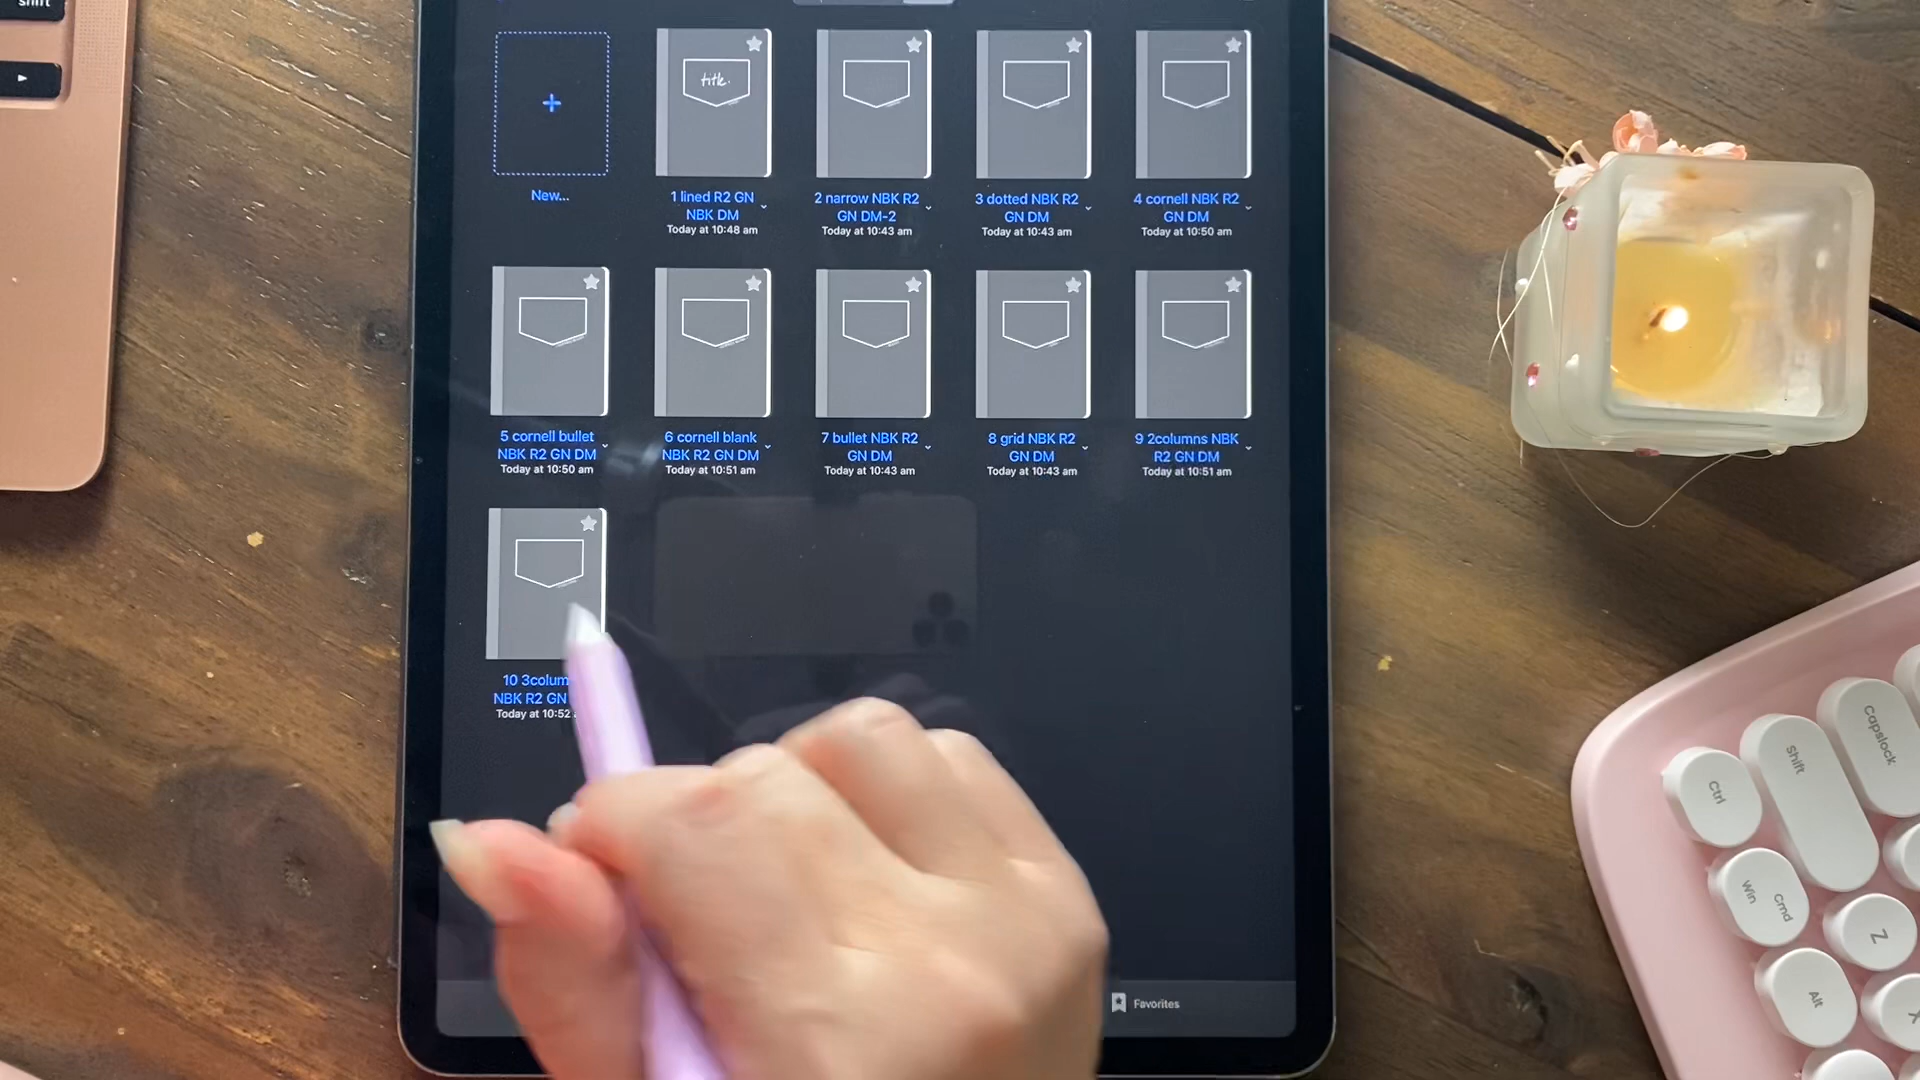 shift
title.
New...
1 lined R2 GN
NBK DM
Today at 10:48 am
2 narrow NBK R2
GN DM-2
Today at 10:43 am
3 dotted NBK R2
GN DM
Today at 10:43 am
4 cornell NBK R2
GN DM
Today at 10:50 am
5 cornell bullet
NBK R2 GN DM
Today at 10:50 am
6 cornell blank
NBK R2 GN DM
Today at 10:51 am
7 bullet NBK R2
GN DM
Today at 10:43 am
8 grid NBK R2
GN DM
Today at 10:43 am
9 2columns NBK
R2 GN DM
Today at 10:51 am
10 3colum
NBK R2 GN
Today at 10:52
Favorites
Capslock
Shift
Ctrl
Win
Cmd
Z
Alt
X